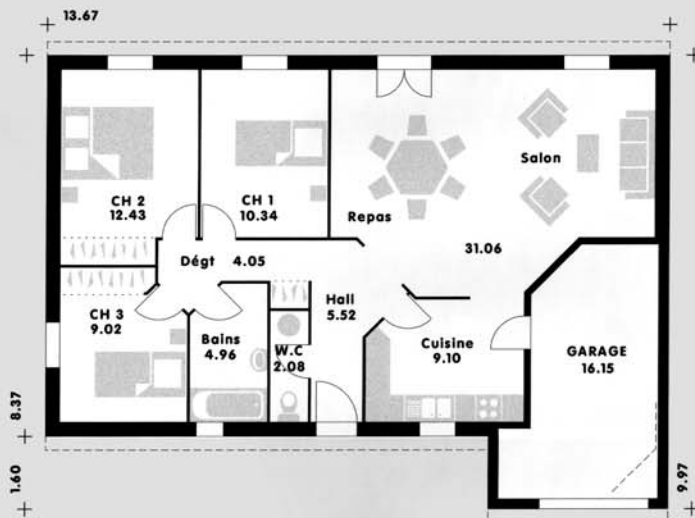 13.67
Salon
CH 2
12.43
CH 1
10.34
Repas
31.06
Dégt 4.05
Hall
5.52
CH 3
9.02
Bains
4.96
W.C
2.08
Cuisine
9.10
GARAGE
16.15
8.37
1.60
9.97